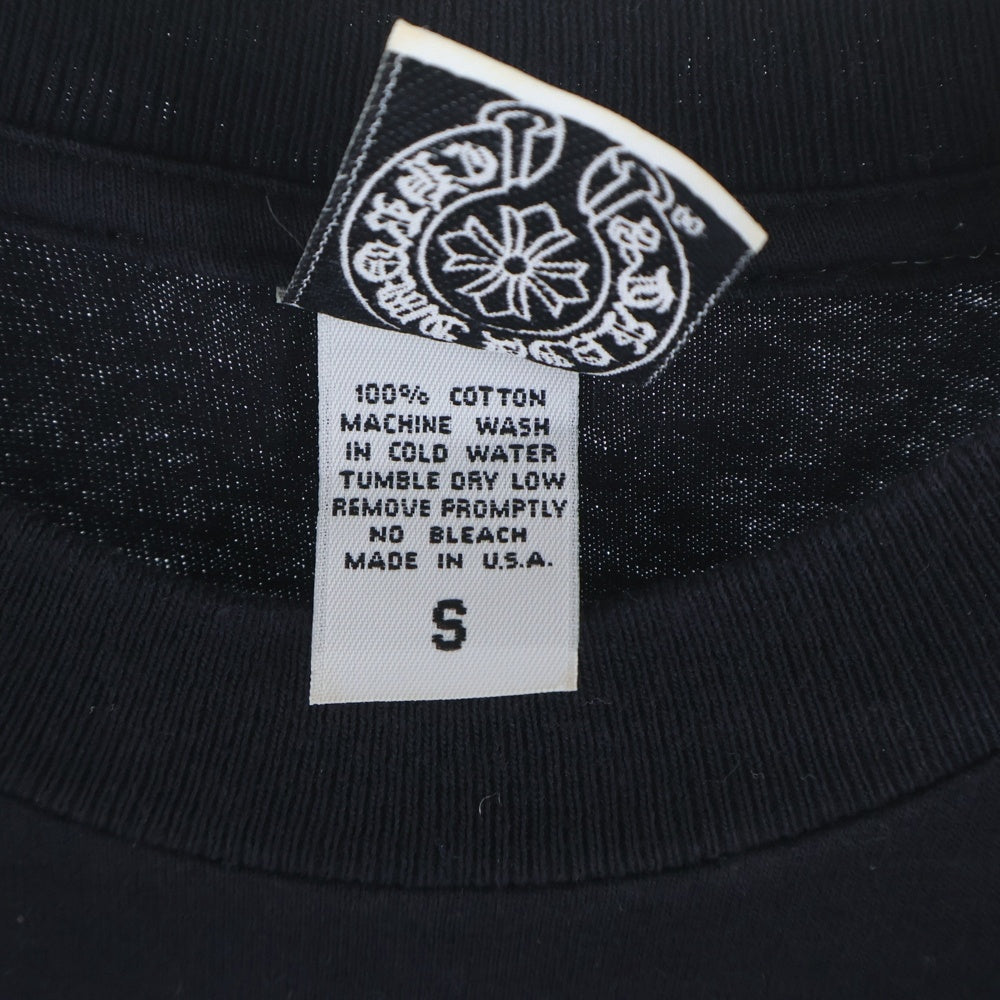 ®
100% COTTON
MACHINE WASH
IN COLD WATER
TUMBLE DRY LOW
REMOVE PROMPTLY
NO BLEACH
MADE IN U.S.A.
S